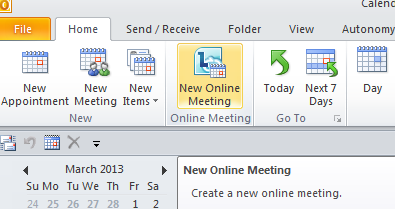 Calend
File Home Send / Receive Folder View Autonomy
New Appointment
New Meeting
New Items
New Online Meeting
Today
Next 7 Days
Day
New
Online Meeting
Go To
March 2013
Su Mo Tu We Th Fr Sa
24 25 26 27 28 1 2
New Online Meeting
Create a new online meeting.